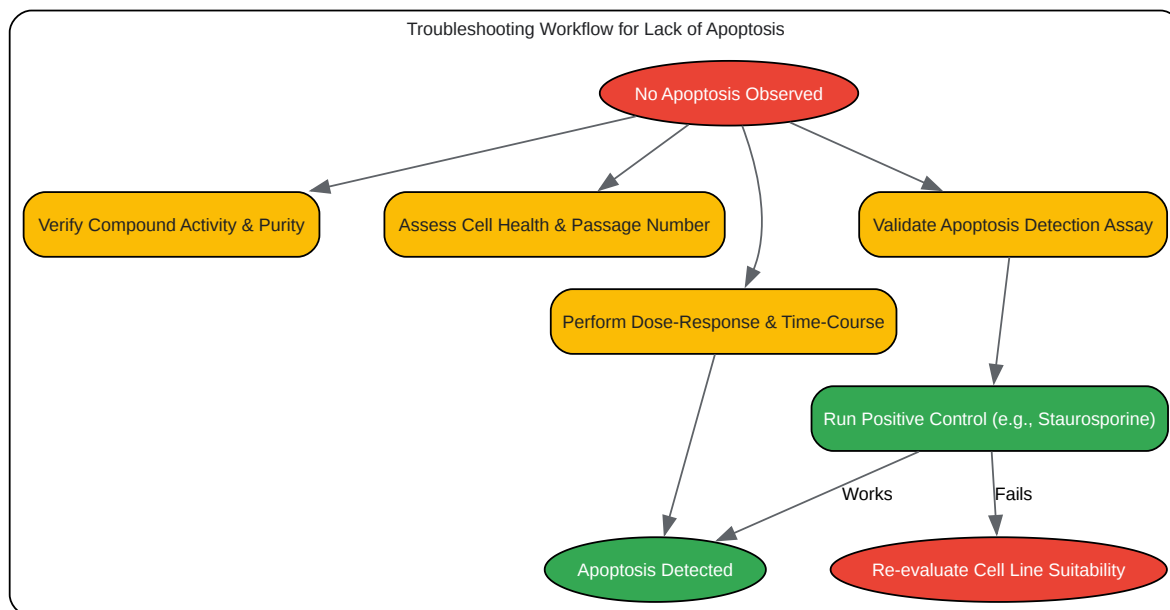 Troubleshooting Workflow for Lack of Apoptosis
No Apoptosis Observed
Verify Compound Activity & Purity
Assess Cell Health & Passage Number
Validate Apoptosis Detection Assay
Perform Dose-Response & Time-Course
Run Positive Control (e.g., Staurosporine)
Works
Fails
Apoptosis Detected
Re-evaluate Cell Line Suitability